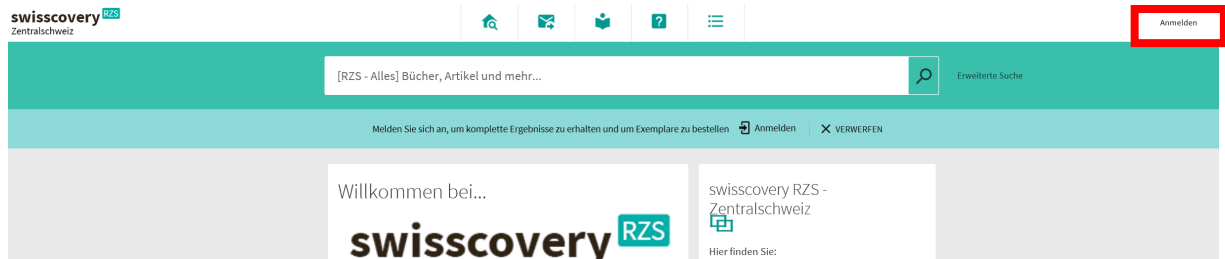 swisscovery RZS
Zentralschweiz
?
Anmelden
[RZS - Alles] Bücher, Artikel und mehr...
Erweiterte Suche
Melden Sie sich an, um komplette Ergebnisse zu erhalten und um Exemplare zu bestellen Anmelden VERWERFEN
Willkommen bei...
swisscovery RZS
swisscovery RZS -
Zentralschweiz
Hier finden Sie: